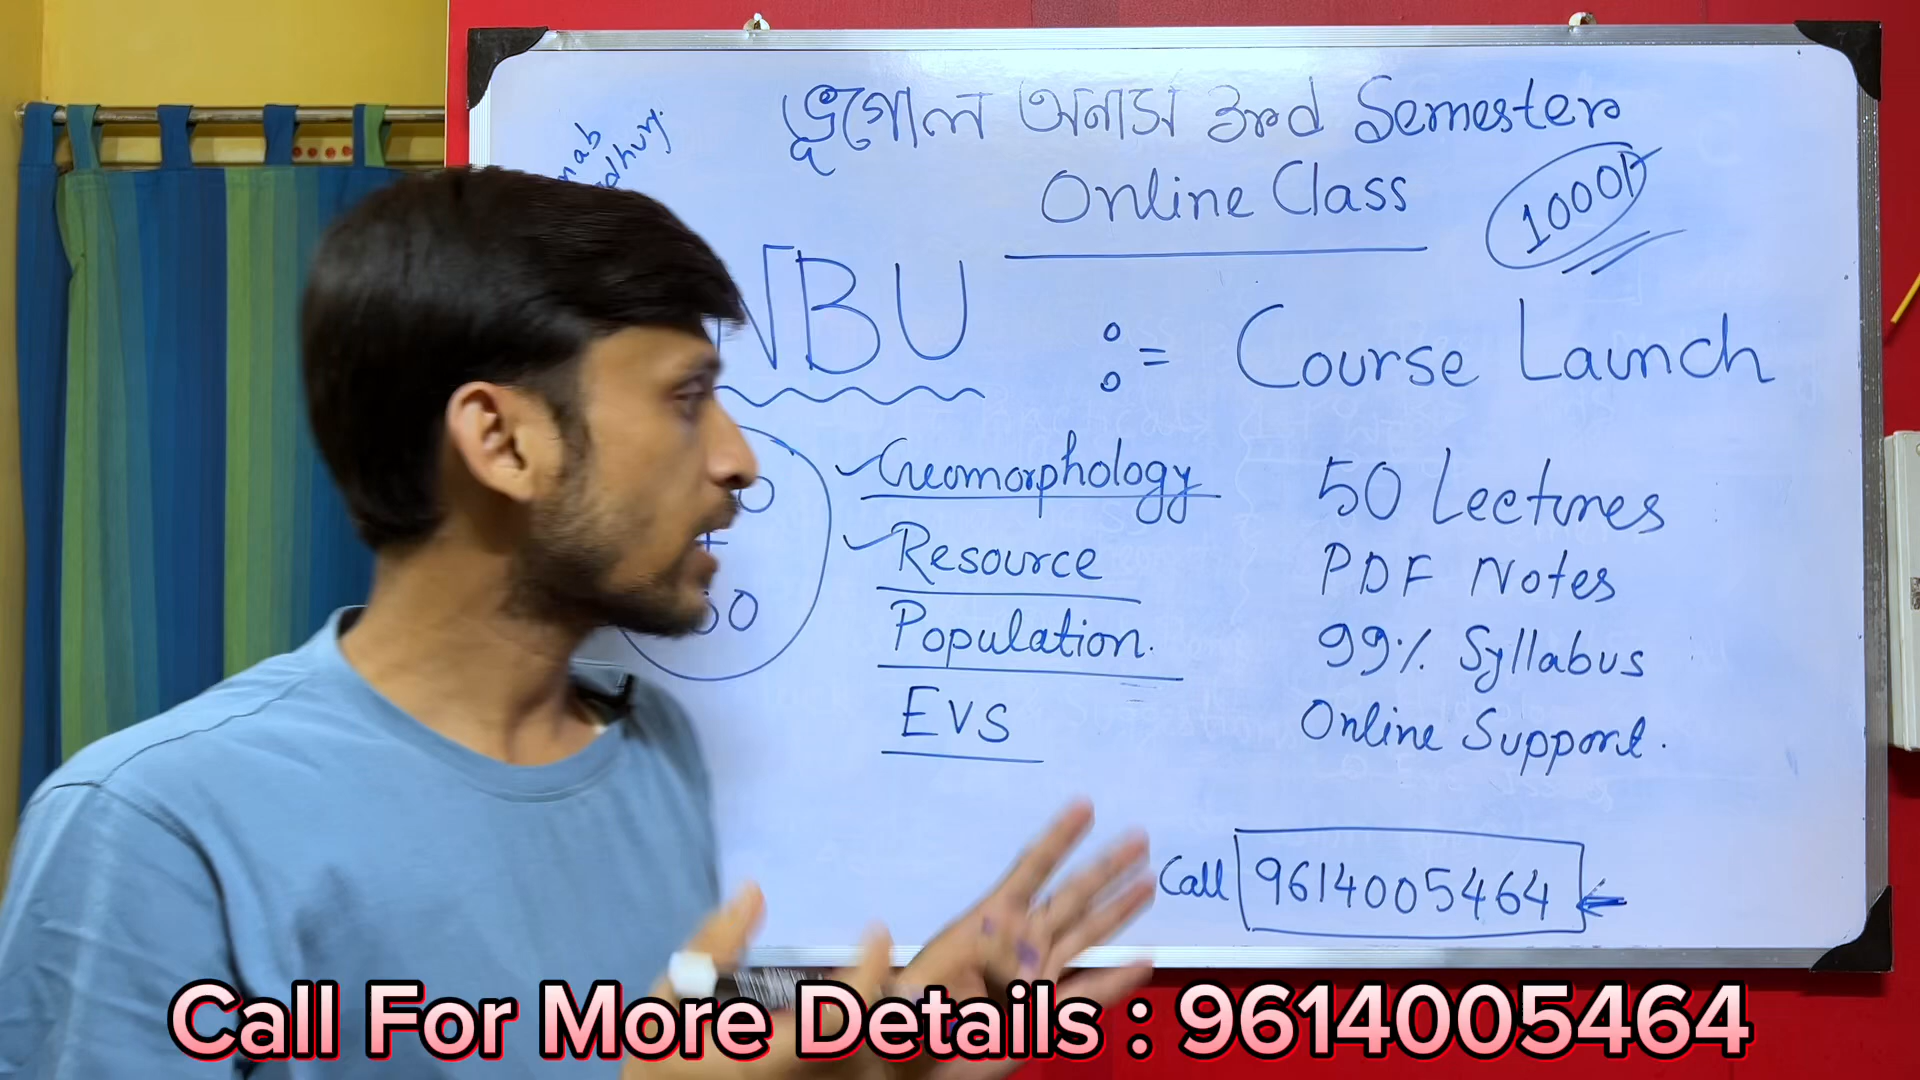 ভূগোল অনার্স 3rd Semester
Online Class
1000/-
NBU
:= Course Launch
Geomorphology
Resource
Population.
EVS
50 Lectures
PDF Notes
99% Syllabus
Online Support.
Call 9614005464
Call For More Details : 9614005464